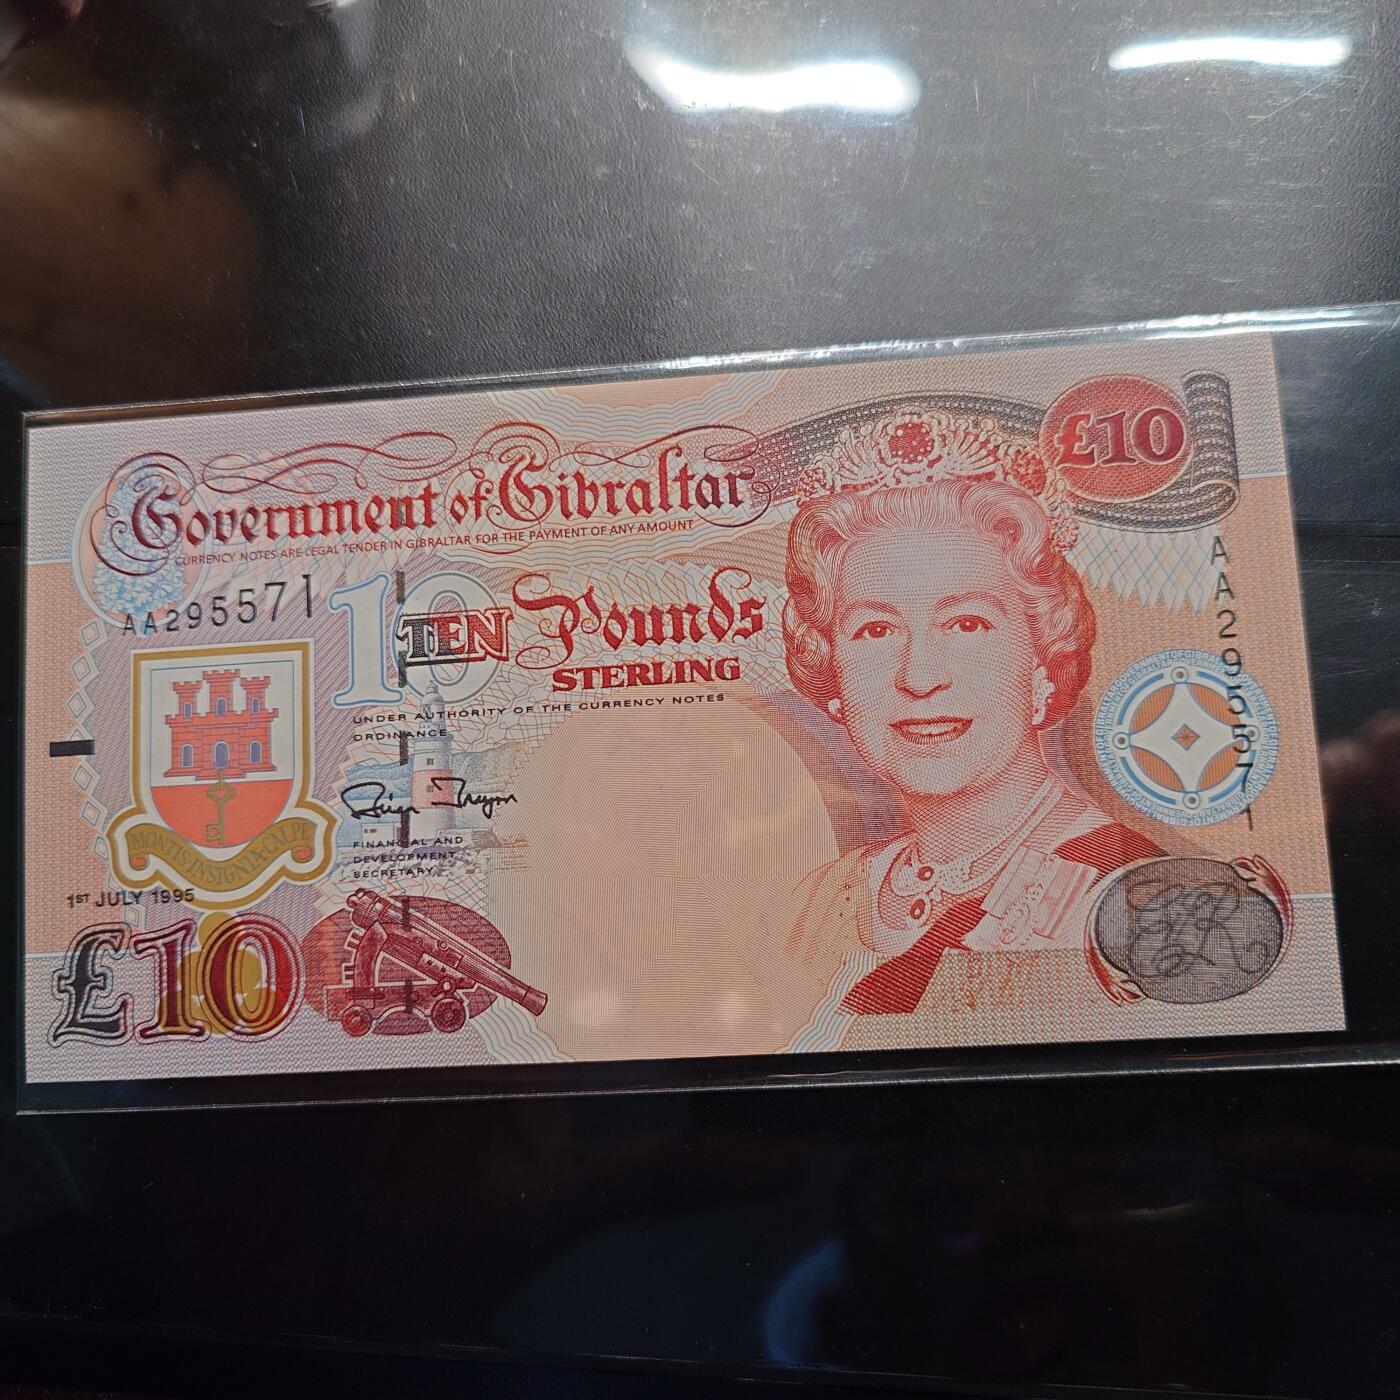 £10
Government of Gibraltar
CURRENCY NOTES ARE LEGAL TENDER IN GIBRALTAR FOR THE PAYMENT OF ANY AMOUNT
AA295571
10
TEN Pounds
STERLING
UNDER AUTHORITY OF THE CURRENCY NOTES
ORDINANCE
AA295571
FINANCIAL AND
DEVELOPMENT
SECRETARY
MONTIS INSIGNIA CALPE
1ST JULY 1995
£10